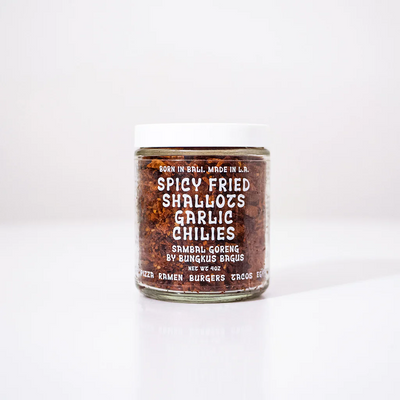 BORN IN BALI. MADE IN L.A.
SPICY FRIED
SHALLOTS
GARLIC
CHILIES
SAMBAL GORENG
BY BUNGKUS BAGUS
NET WT 4OZ
PIZZA RAMEN BURGERS TACOS